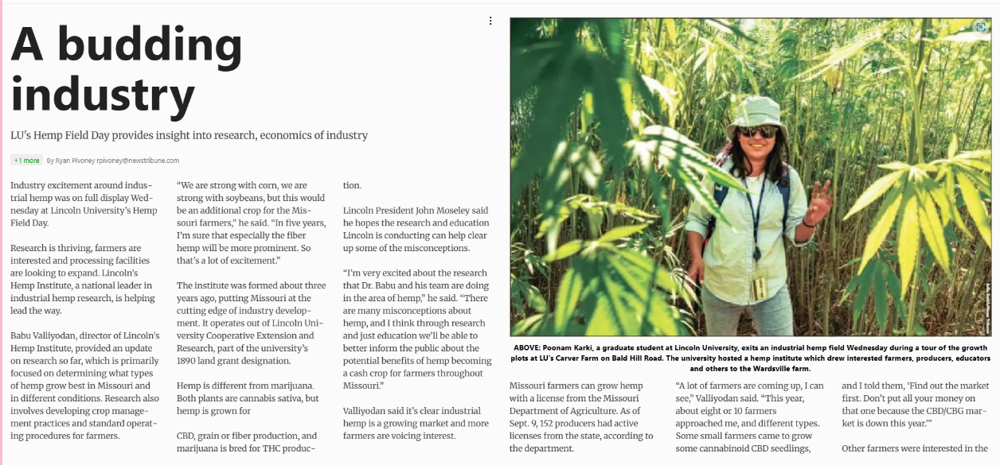 A budding
industry
LU's Hemp Field Day provides insight into research, economics of industry
+1 more By Ryan Pivoney rpivoney@newstribune.com
Industry excitement around indus-
trial hemp was on full display Wed-
nesday at Lincoln University's Hemp
Field Day.
Research is thriving, farmers are
interested and processing facilities
are looking to expand. Lincoln's
Hemp Institute, a national leader in
industrial hemp research, is helping
lead the way.
Babu Valliyodan, director of Lincoln's
Hemp Institute, provided an update
on research so far, which is primarily
focused on determining what types
of hemp grow best in Missouri and
in different conditions. Research also
involves developing crop manage-
ment practices and standard operat-
ing procedures for farmers.
“We are strong with corn, we are
strong with soybeans, but this would
be an additional crop for the Mis-
souri farmers,” he said. “In five years,
I'm sure that especially the fiber
hemp will be more prominent. So
that's a lot of excitement.”
The institute was formed about three
years ago, putting Missouri at the
cutting edge of industry develop-
ment. It operates out of Lincoln Uni-
versity Cooperative Extension and
Research, part of the university's
1890 land grant designation.
Hemp is different from marijuana.
Both plants are cannabis sativa, but
hemp is grown for
CBD, grain or fiber production, and
marijuana is bred for THC produc-
tion.
Lincoln President John Moseley said
he hopes the research and education
Lincoln is conducting can help clear
up some of the misconceptions.
“I'm very excited about the research
that Dr. Babu and his team are doing
in the area of hemp,” he said. “There
are many misconceptions about
hemp, and I think through research
and just education we'll be able to
better inform the public about the
potential benefits of hemp becoming
a cash crop for farmers throughout
Missouri.”
Valliyodan said it's clear industrial
hemp is a growing market and more
farmers are voicing interest.
ABOVE: Poonam Karki, a graduate student at Lincoln University, exits an industrial hemp field Wednesday during a tour of the growth
plots at LU's Carver Farm on Bald Hill Road. The university hosted a hemp institute which drew interested farmers, producers, educators
and others to the Wardsville farm.
Missouri farmers can grow hemp
with a license from the Missouri
Department of Agriculture. As of
Sept. 9, 152 producers had active
licenses from the state, according to
the department.
“A lot of farmers are coming up, I can
see,” Valliyodan said. “This year,
about eight or 10 farmers
approached me, and different types.
Some small farmers came to grow
some cannabinoid CBD seedlings,
and I told them, ‘Find out the market
first. Don't put all your money on
that one because the CBD/CBG mar-
ket is down this year.’”
Other farmers were interested in the